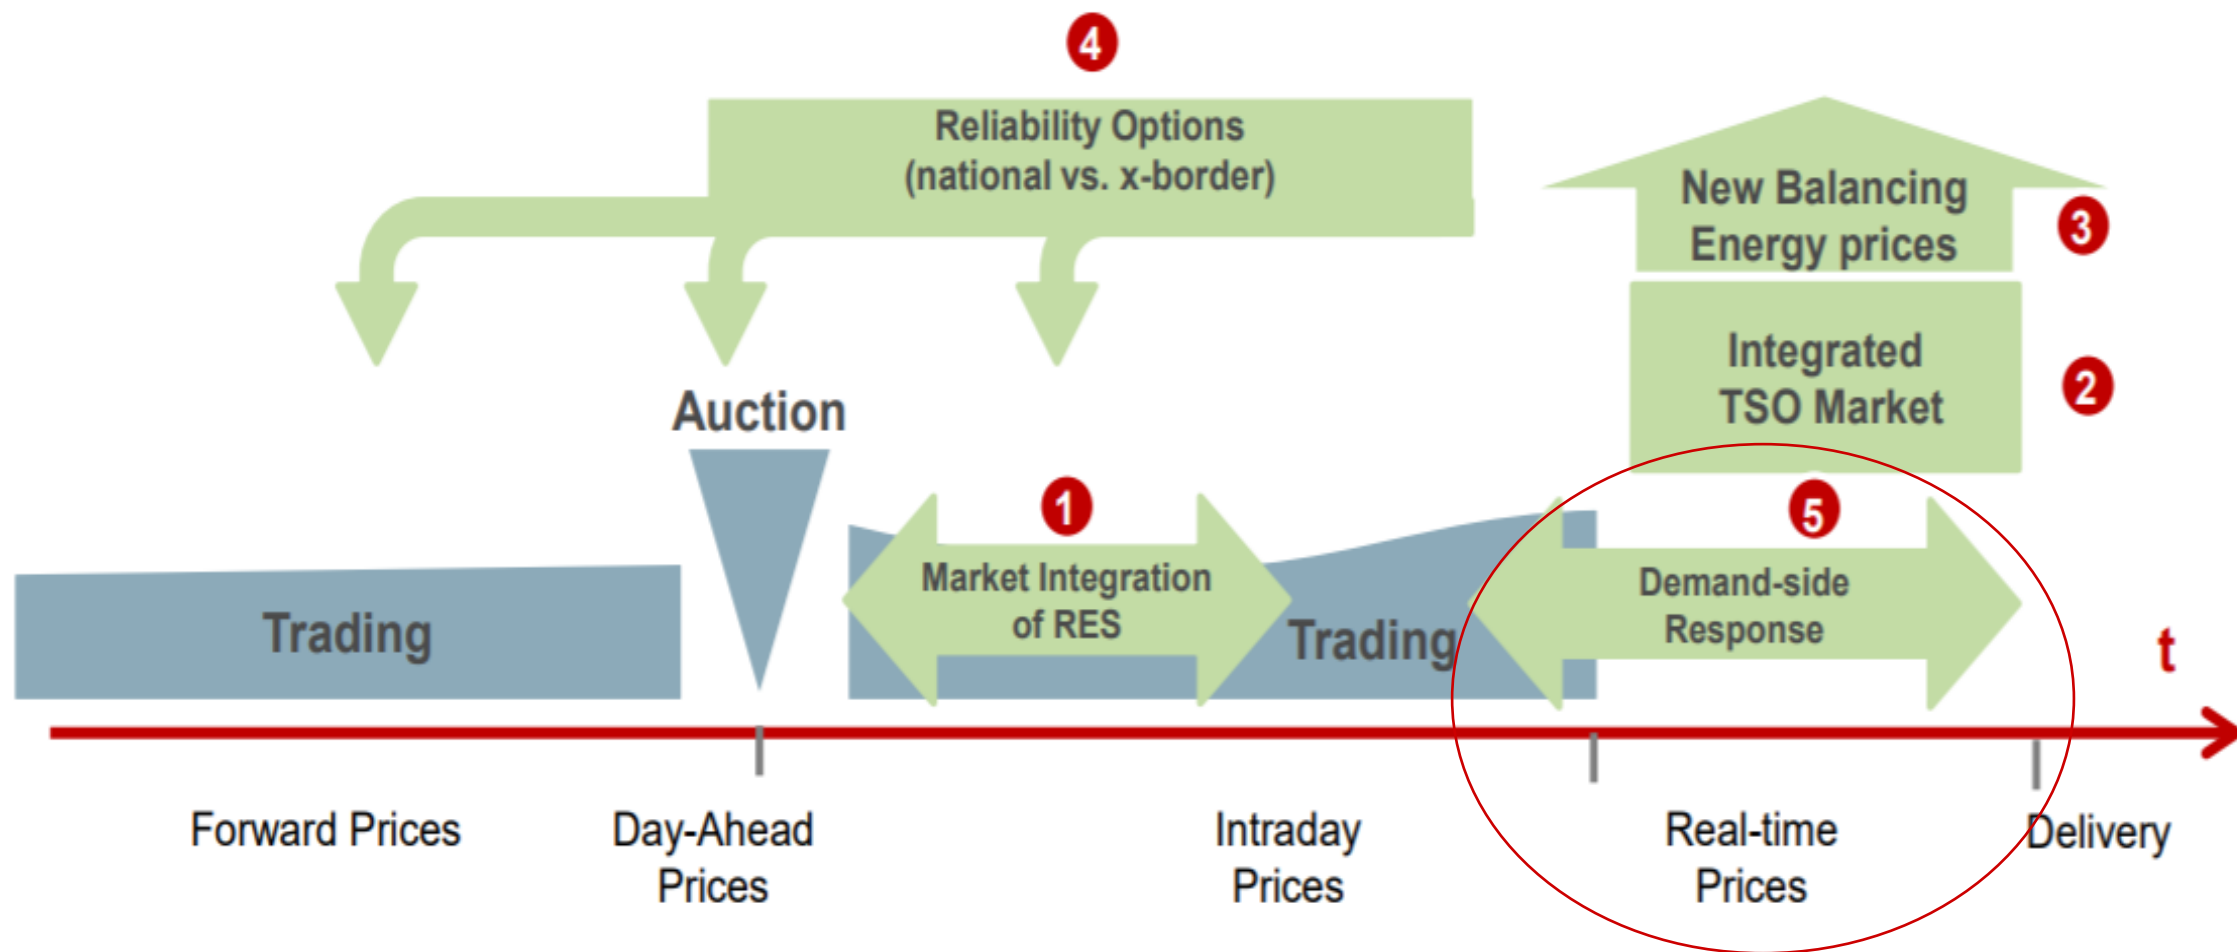 4
Reliability Options
(national vs. x-border)
New Balancing
Energy prices
3
Integrated
TSO Market
2
Auction
1
5
Market Integration
of RES
Demand-side
Response
Trading
Trading
t
Forward Prices
Day-Ahead
Prices
Intraday
Prices
Real-time
Prices
Delivery